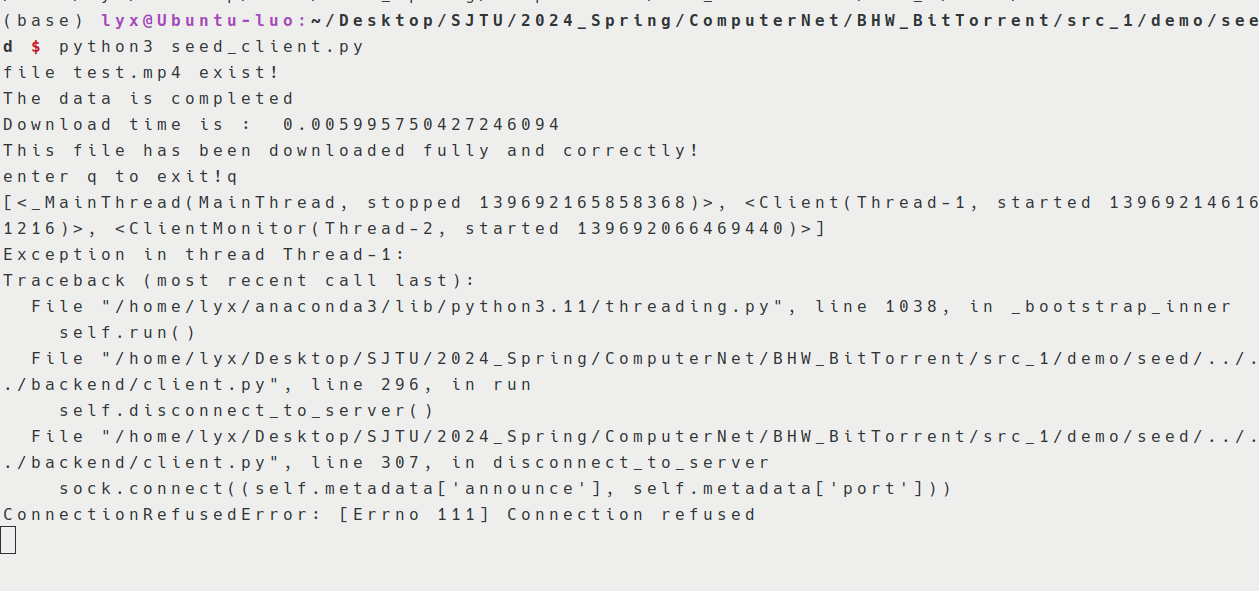 (base) lyx@Ubuntu-luo:~/Desktop/SJTU/2024_Spring/ComputerNet/BHW_BitTorrent/src_1/demo/see
d $ python3 seed_client.py
file test.mp4 exist!
The data is completed
Download time is :  0.005995750427246094
This file has been downloaded fully and correctly!
enter q to exit!q
[<_MainThread(MainThread, stopped 139692165858368)>, <Client(Thread-1, started 13969214616
1216)>, <ClientMonitor(Thread-2, started 139692066469440)>]
Exception in thread Thread-1:
Traceback (most recent call last):
  File "/home/lyx/anaconda3/lib/python3.11/threading.py", line 1038, in _bootstrap_inner
    self.run()
  File "/home/lyx/Desktop/SJTU/2024_Spring/ComputerNet/BHW_BitTorrent/src_1/demo/seed/../.
./backend/client.py", line 296, in run
    self.disconnect_to_server()
  File "/home/lyx/Desktop/SJTU/2024_Spring/ComputerNet/BHW_BitTorrent/src_1/demo/seed/../.
./backend/client.py", line 307, in disconnect_to_server
    sock.connect((self.metadata['announce'], self.metadata['port']))
ConnectionRefusedError: [Errno 111] Connection refused